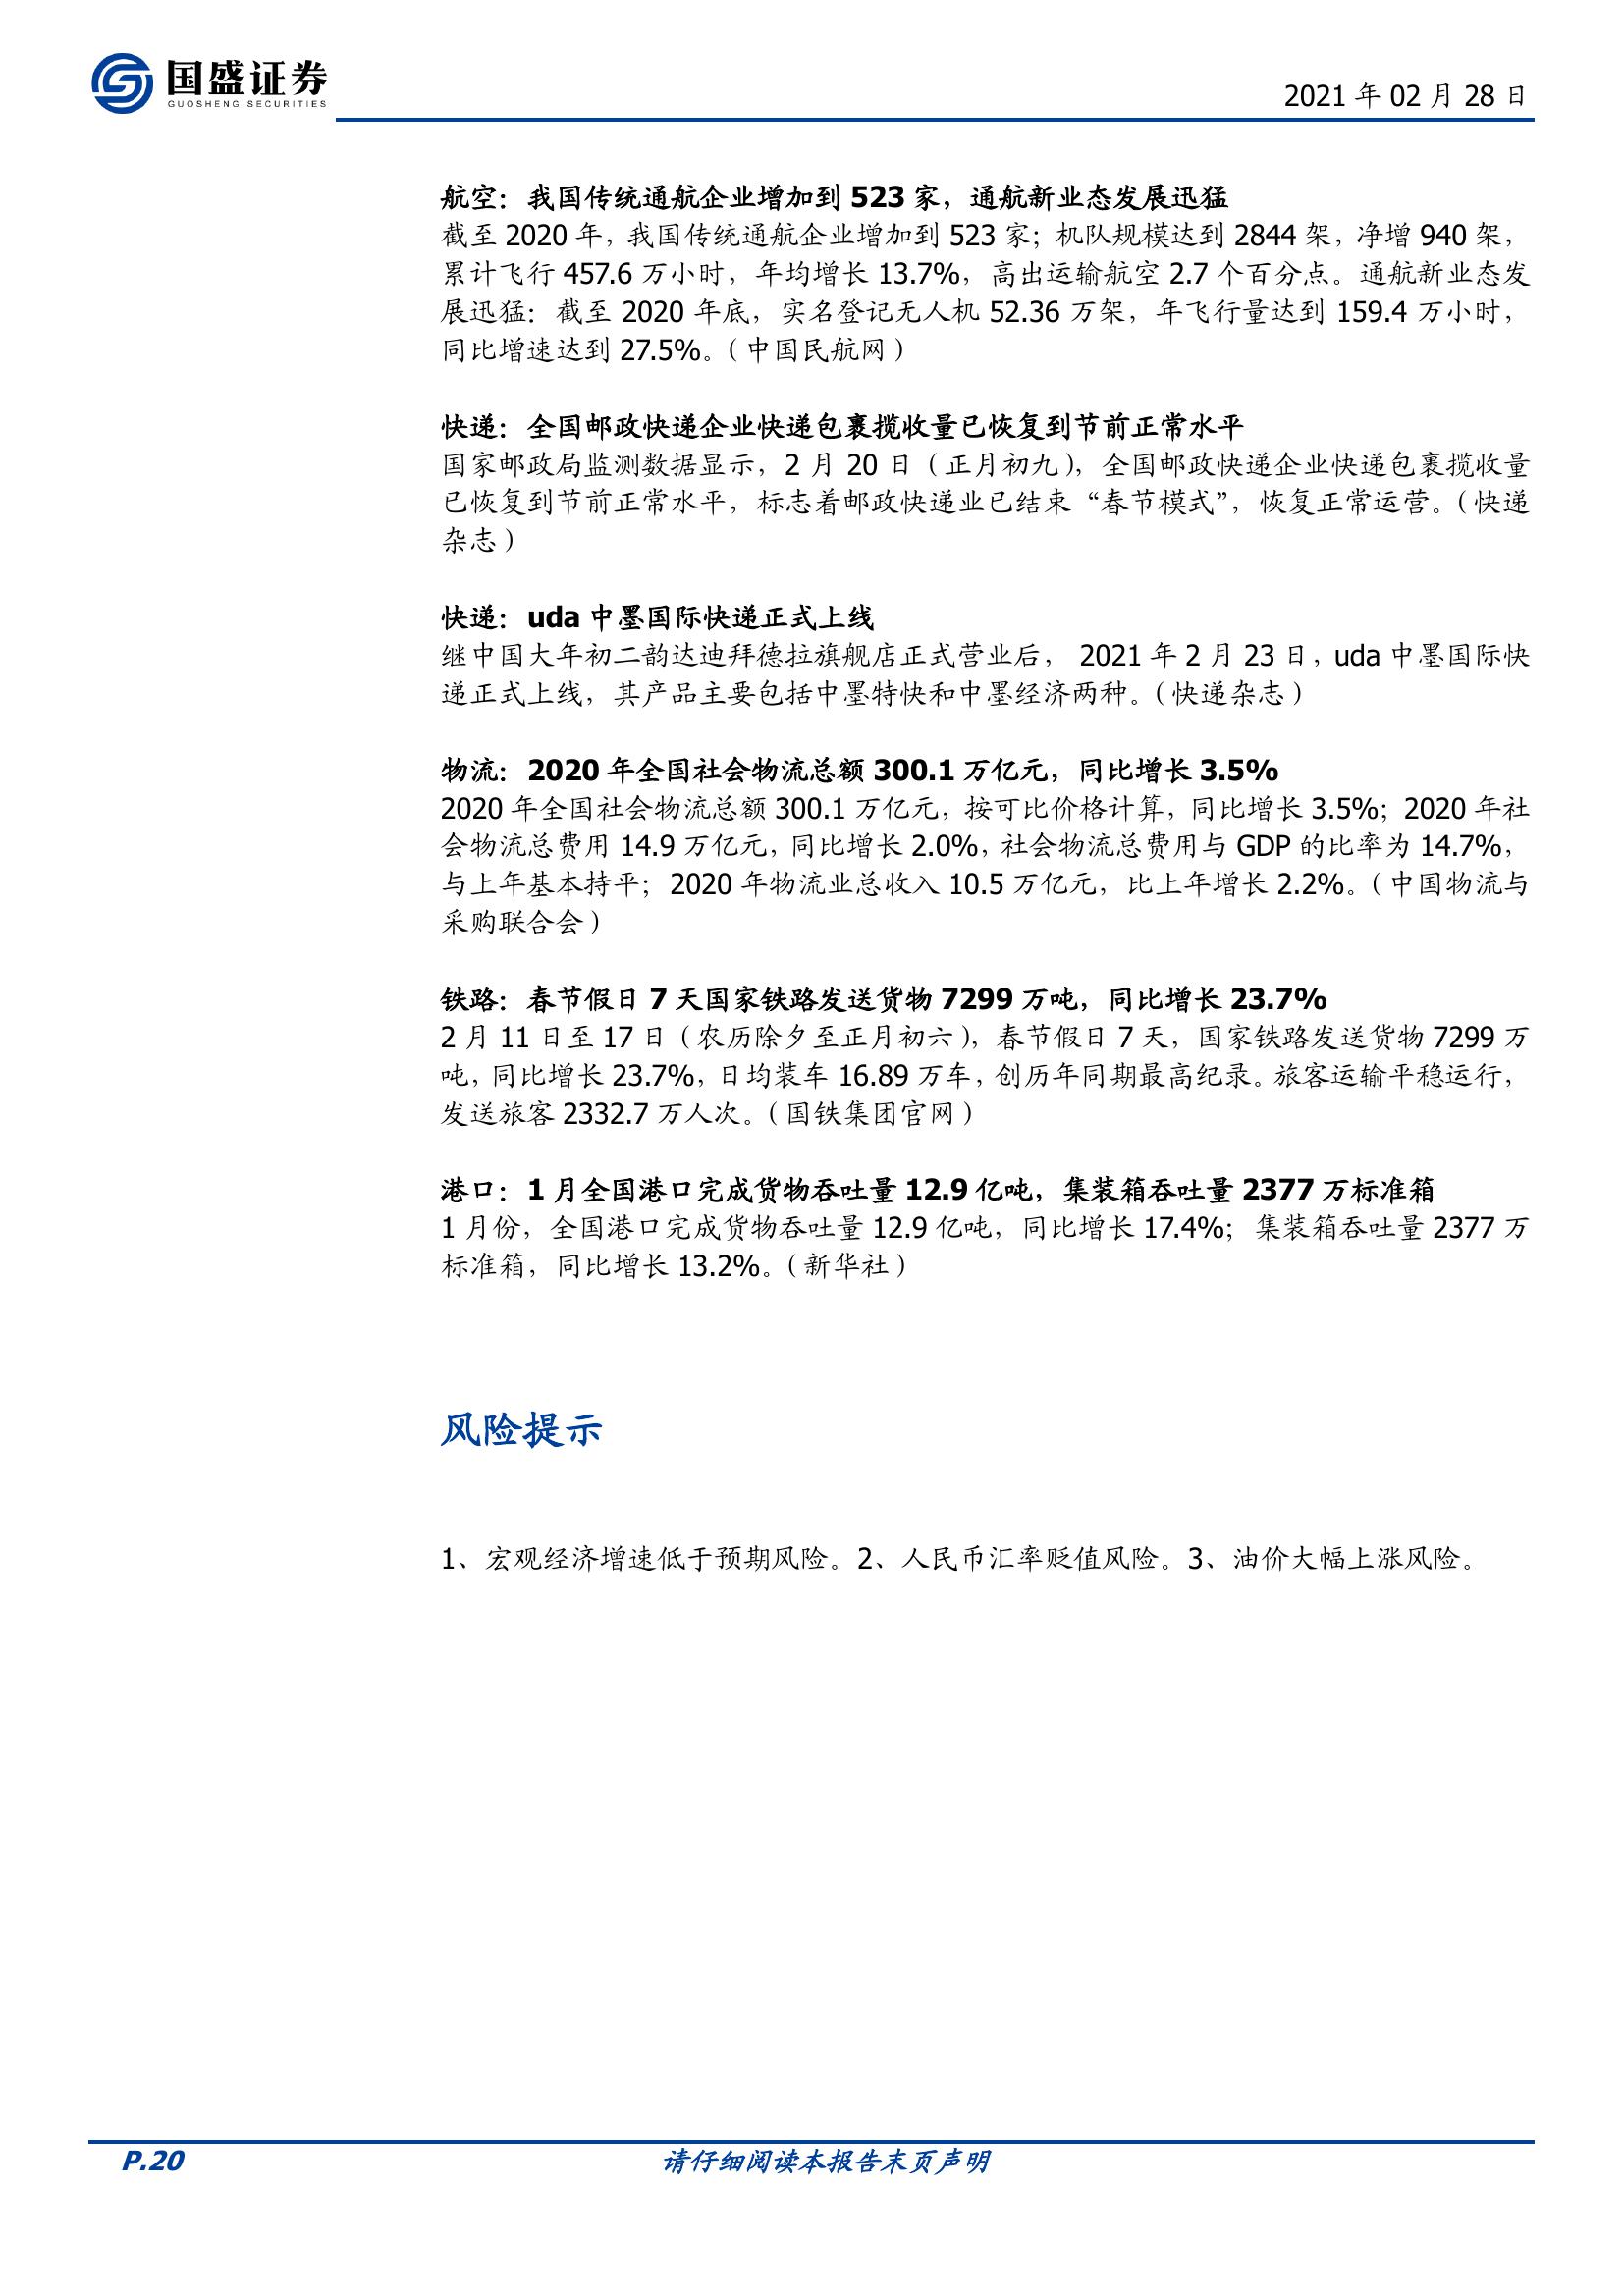 国盛证券
GUOSHENG SECURITIES
2021 年 02 月 28 日
航空：我国传统通航企业增加到 523 家，通航新业态发展迅猛
截至 2020 年，我国传统通航企业增加到 523 家；机队规模达到 2844 架，净增 940 架，
累计飞行 457.6 万小时，年均增长 13.7%，高出运输航空 2.7 个百分点。通航新业态发
展迅猛：截至 2020 年底，实名登记无人机 52.36 万架，年飞行量达到 159.4 万小时，
同比增速达到 27.5%。（中国民航网）
快递：全国邮政快递企业快递包裹揽收量已恢复到节前正常水平
国家邮政局监测数据显示，2 月 20 日（正月初九），全国邮政快递企业快递包裹揽收量
已恢复到节前正常水平，标志着邮政快递业已结束“春节模式”，恢复正常运营。（快递
杂志）
快递：uda 中墨国际快递正式上线
继中国大年初二韵达迪拜德拉旗舰店正式营业后， 2021 年 2 月 23 日，uda 中墨国际快
递正式上线，其产品主要包括中墨特快和中墨经济两种。（快递杂志）
物流：2020 年全国社会物流总额 300.1 万亿元，同比增长 3.5%
2020 年全国社会物流总额 300.1 万亿元，按可比价格计算，同比增长 3.5%；2020 年社
会物流总费用 14.9 万亿元，同比增长 2.0%，社会物流总费用与 GDP 的比率为 14.7%，
与上年基本持平；2020 年物流业总收入 10.5 万亿元，比上年增长 2.2%。（中国物流与
采购联合会）
铁路：春节假日 7 天国家铁路发送货物 7299 万吨，同比增长 23.7%
2 月 11 日至 17 日（农历除夕至正月初六），春节假日 7 天，国家铁路发送货物 7299 万
吨，同比增长 23.7%，日均装车 16.89 万车，创历年同期最高纪录。旅客运输平稳运行，
发送旅客 2332.7 万人次。（国铁集团官网）
港口：1 月全国港口完成货物吞吐量 12.9 亿吨，集装箱吞吐量 2377 万标准箱
1 月份，全国港口完成货物吞吐量 12.9 亿吨，同比增长 17.4%；集装箱吞吐量 2377 万
标准箱，同比增长 13.2%。（新华社）
风险提示
1、宏观经济增速低于预期风险。2、人民币汇率贬值风险。3、油价大幅上涨风险。
P.20
请仔细阅读本报告末页声明